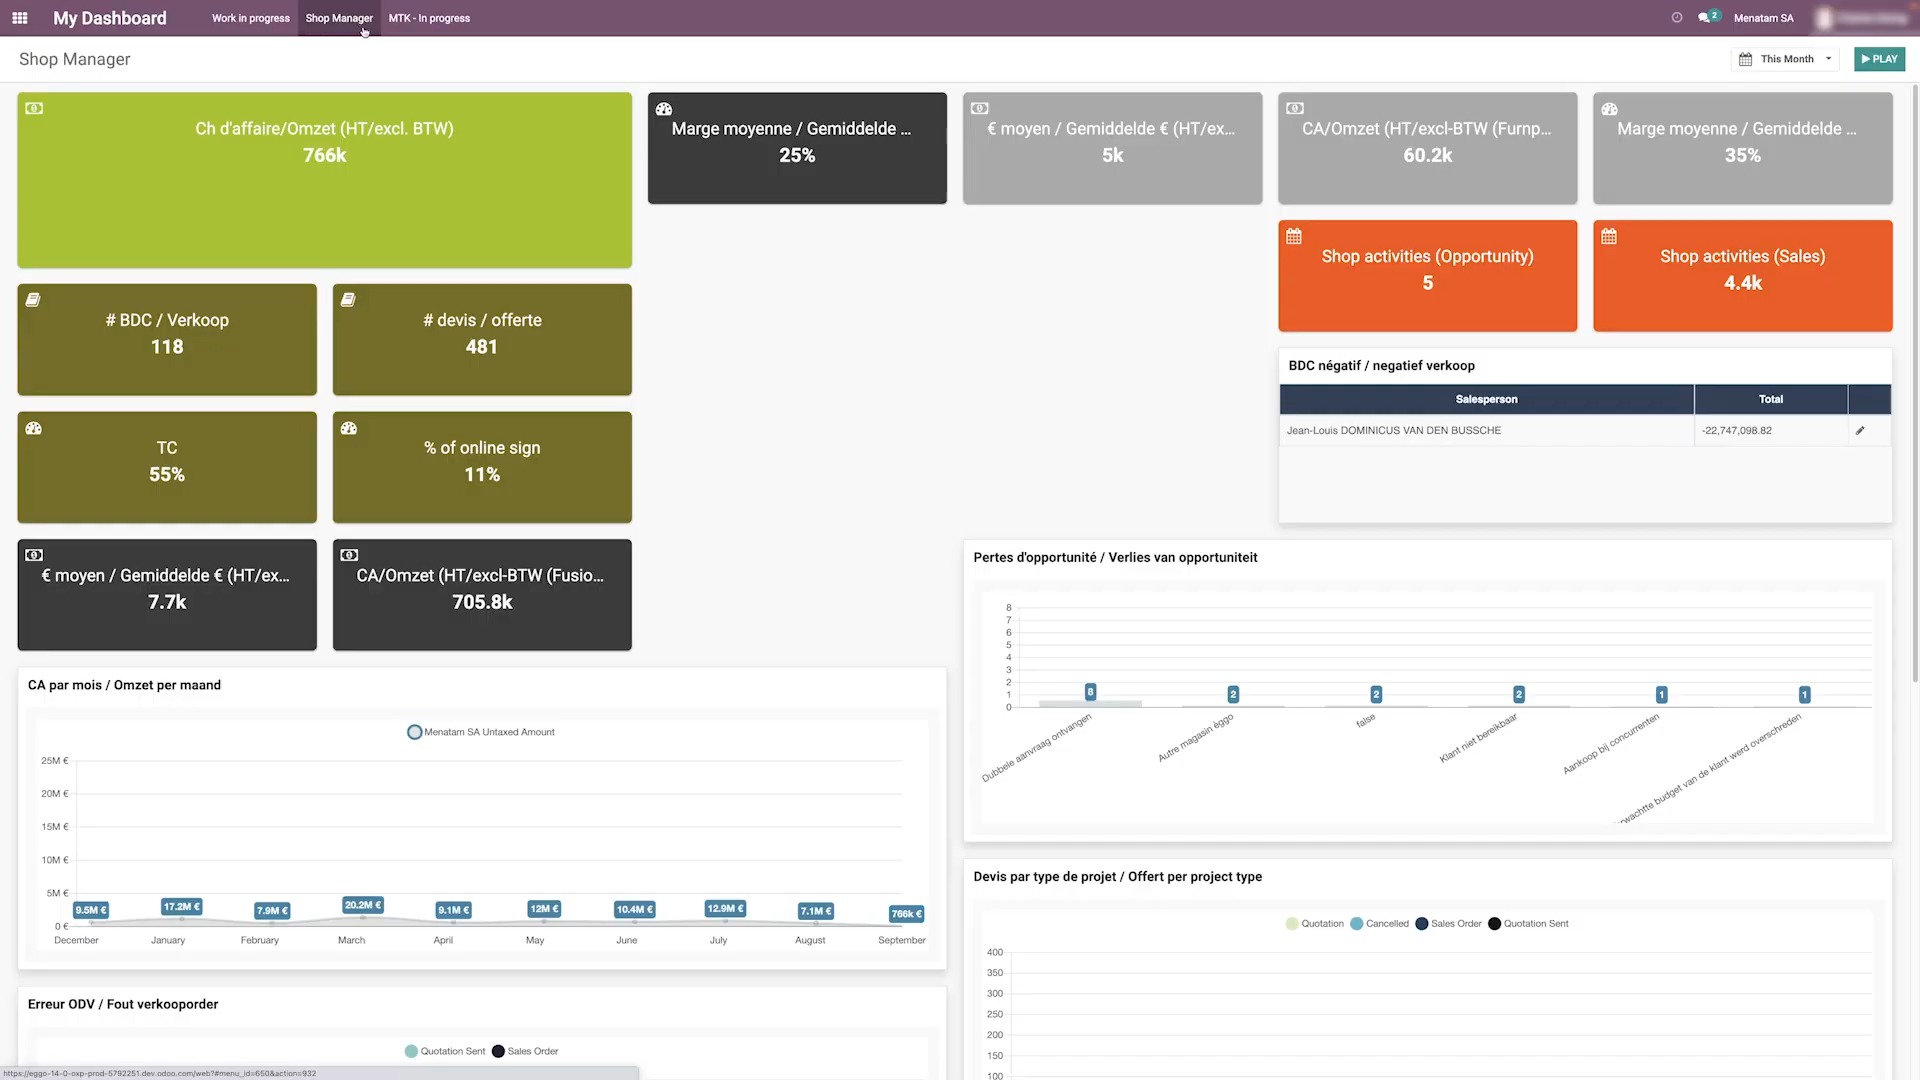 My Dashboard
Work in progress
Shop Manager
MTK - In progress
2
Menatam SA
Shop Manager
This Month
PLAY
Ch d'affaire/Omzet (HT/excl. BTW)
766k
Marge moyenne / Gemiddelde ...
25%
€ moyen / Gemiddelde € (HT/ex...
5k
CA/Omzet (HT/excl-BTW (Furnp...
60.2k
Marge moyenne / Gemiddelde ...
35%
Shop activities (Opportunity)
5
Shop activities (Sales)
4.4k
# BDC / Verkoop
118
# devis / offerte
481
BDC négatif / negatief verkoop
Salesperson
Total
Jean-Louis DOMINICUS VAN DEN BUSSCHE
-22,747,098.82
TC
55%
% of online sign
11%
€ moyen / Gemiddelde € (HT/ex...
7.7k
CA/Omzet (HT/excl-BTW (Fusio...
705.8k
Pertes d'opportunité / Verlies van opportuniteit
8
7
6
5
4
3
2
1
0
8
2
2
2
1
1
Dubbele aanvraag ontvangen
Autre magasin èggo
false
Klant niet bereikbaar
Aankoop bij concurrenten
rwachtte budget van de klant werd overschreden
CA par mois / Omzet per maand
Menatam SA Untaxed Amount
25M €
20M €
15M €
10M €
5M €
0 €
9.5M €
17.2M €
7.9M €
20.2M €
9.1M €
12M €
10.4M €
12.9M €
7.1M €
766k €
December
January
February
March
April
May
June
July
August
September
Devis par type de projet / Offert per project type
Quotation
Cancelled
Sales Order
Quotation Sent
400
350
300
250
200
150
100
Erreur ODV / Fout verkooporder
Quotation Sent
Sales Order
https://eggo-14-0-oxp-prod-5792251.dev.odoo.com/web?#menu_id=650&action=932